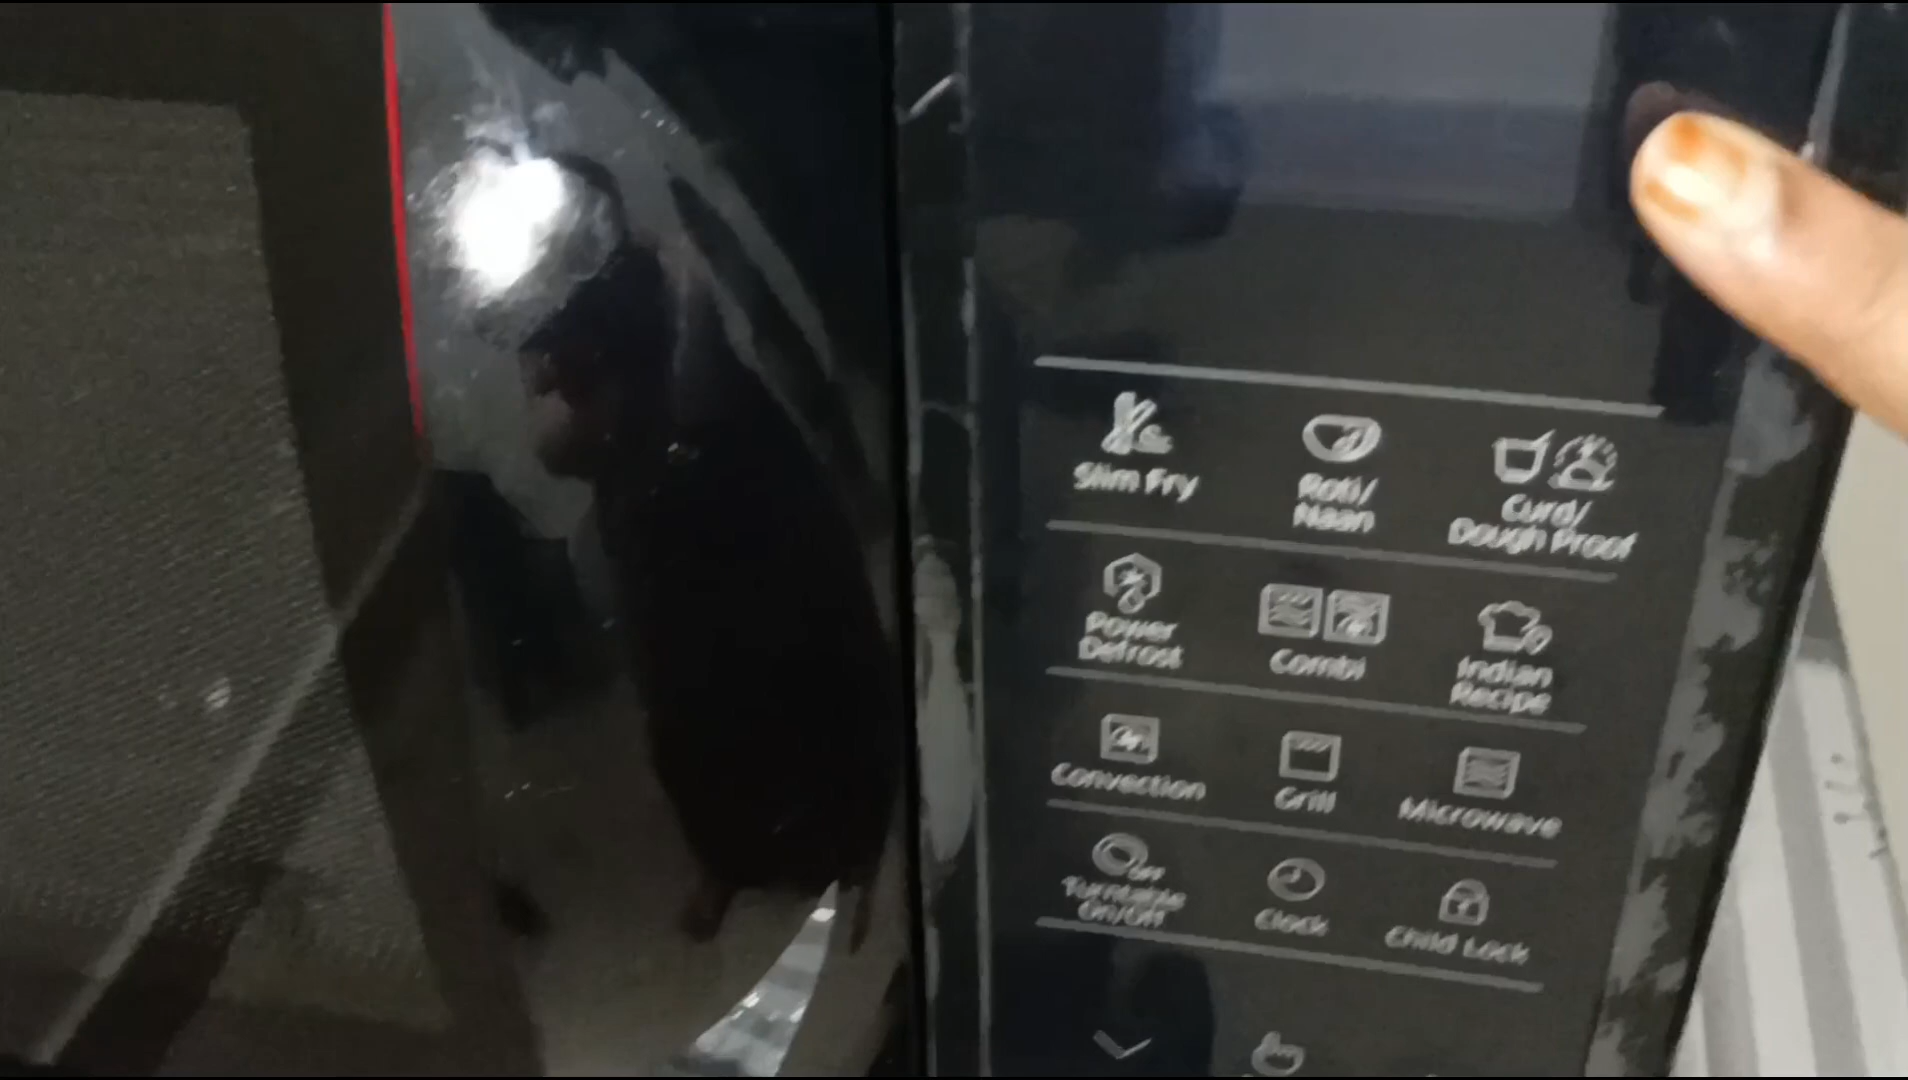 Slim Fry
Roti/
Naan
Curd/
Dough Proof
Power
Defrost
Combi
Indian
Recipe
Convection
Grill
Microwave
OFF
Turntable
On/Off
Clock
Child Lock